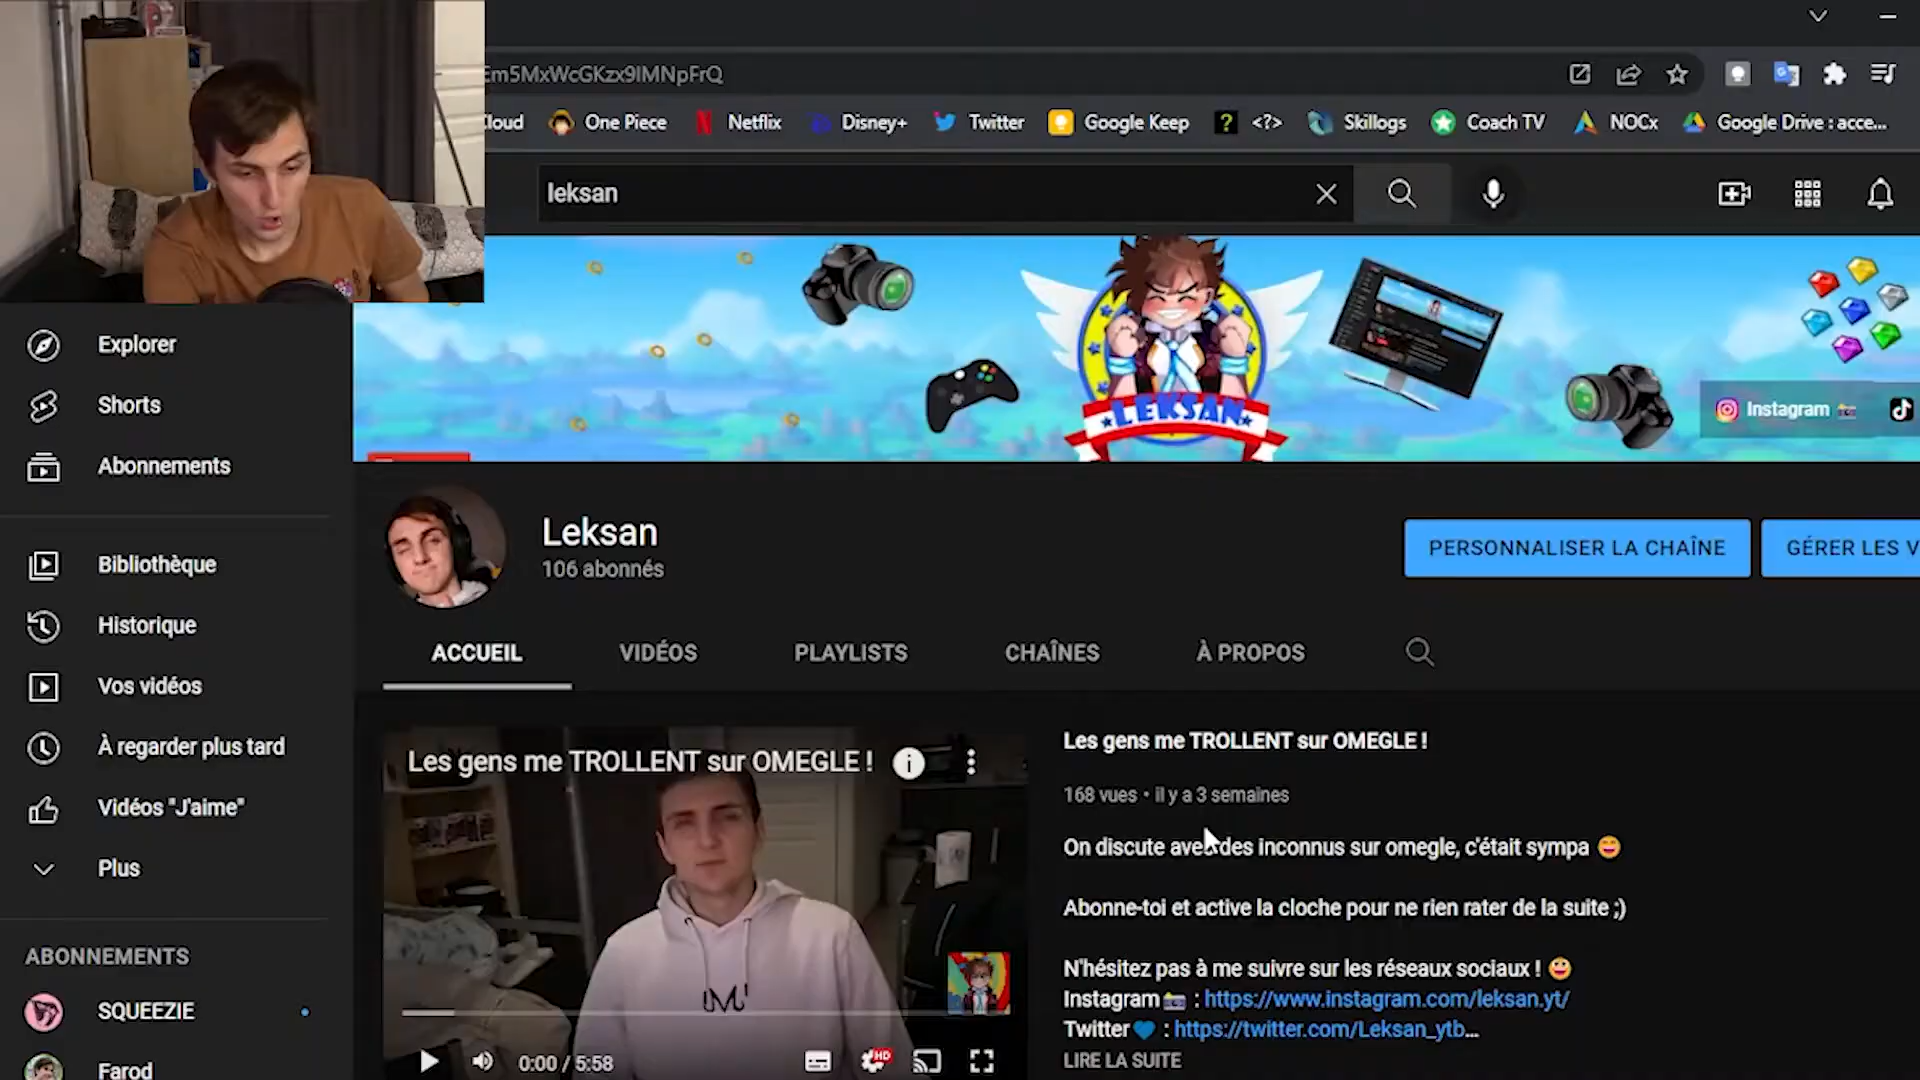 Em5MxWcGKzx9IMNpFrQ
Cloud One Piece Netflix Disney+ Twitter Google Keep <?> Skillogs Coach TV NOCx Google Drive : acce...
leksan
LEKSAN
Instagram
Explorer
Shorts
Abonnements
Bibliothèque
Historique
Vos vidéos
À regarder plus tard
Vidéos "J'aime"
Plus
ABONNEMENTS
SQUEEZIE
Farod
Leksan
106 abonnés
PERSONNALISER LA CHAÎNE
GÉRER LES V
ACCUEIL VIDÉOS PLAYLISTS CHAÎNES À PROPOS
Les gens me TROLLENT sur OMEGLE !
0:00 / 5:58
HD
Les gens me TROLLENT sur OMEGLE !
168 vues • il y a 3 semaines
On discute avec des inconnus sur omegle, c'était sympa 😄
Abonne-toi et active la cloche pour ne rien rater de la suite ;)
N'hésitez pas à me suivre sur les réseaux sociaux ! 😀
Instagram📷 : https://www.instagram.com/leksan.yt/
Twitter💙 : https://twitter.com/Leksan_ytb...
LIRE LA SUITE